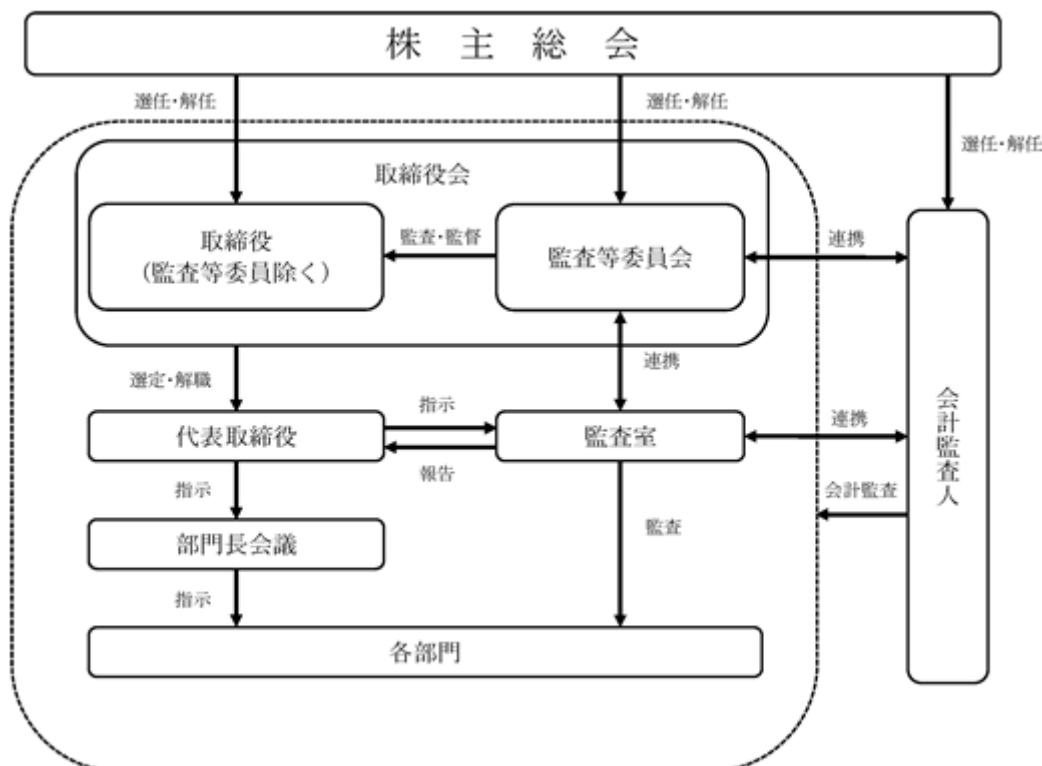 株主総会
選任・解任
選任・解任
選任・解任
取締役会
取締役
(監査等委員除く)
監査・監督
監査等委員会
連携
選定・解職
連携
代表取締役
指示
報告
監査室
連携
会計監査人
指示
会計監査
部門長会議
監査
指示
各部門